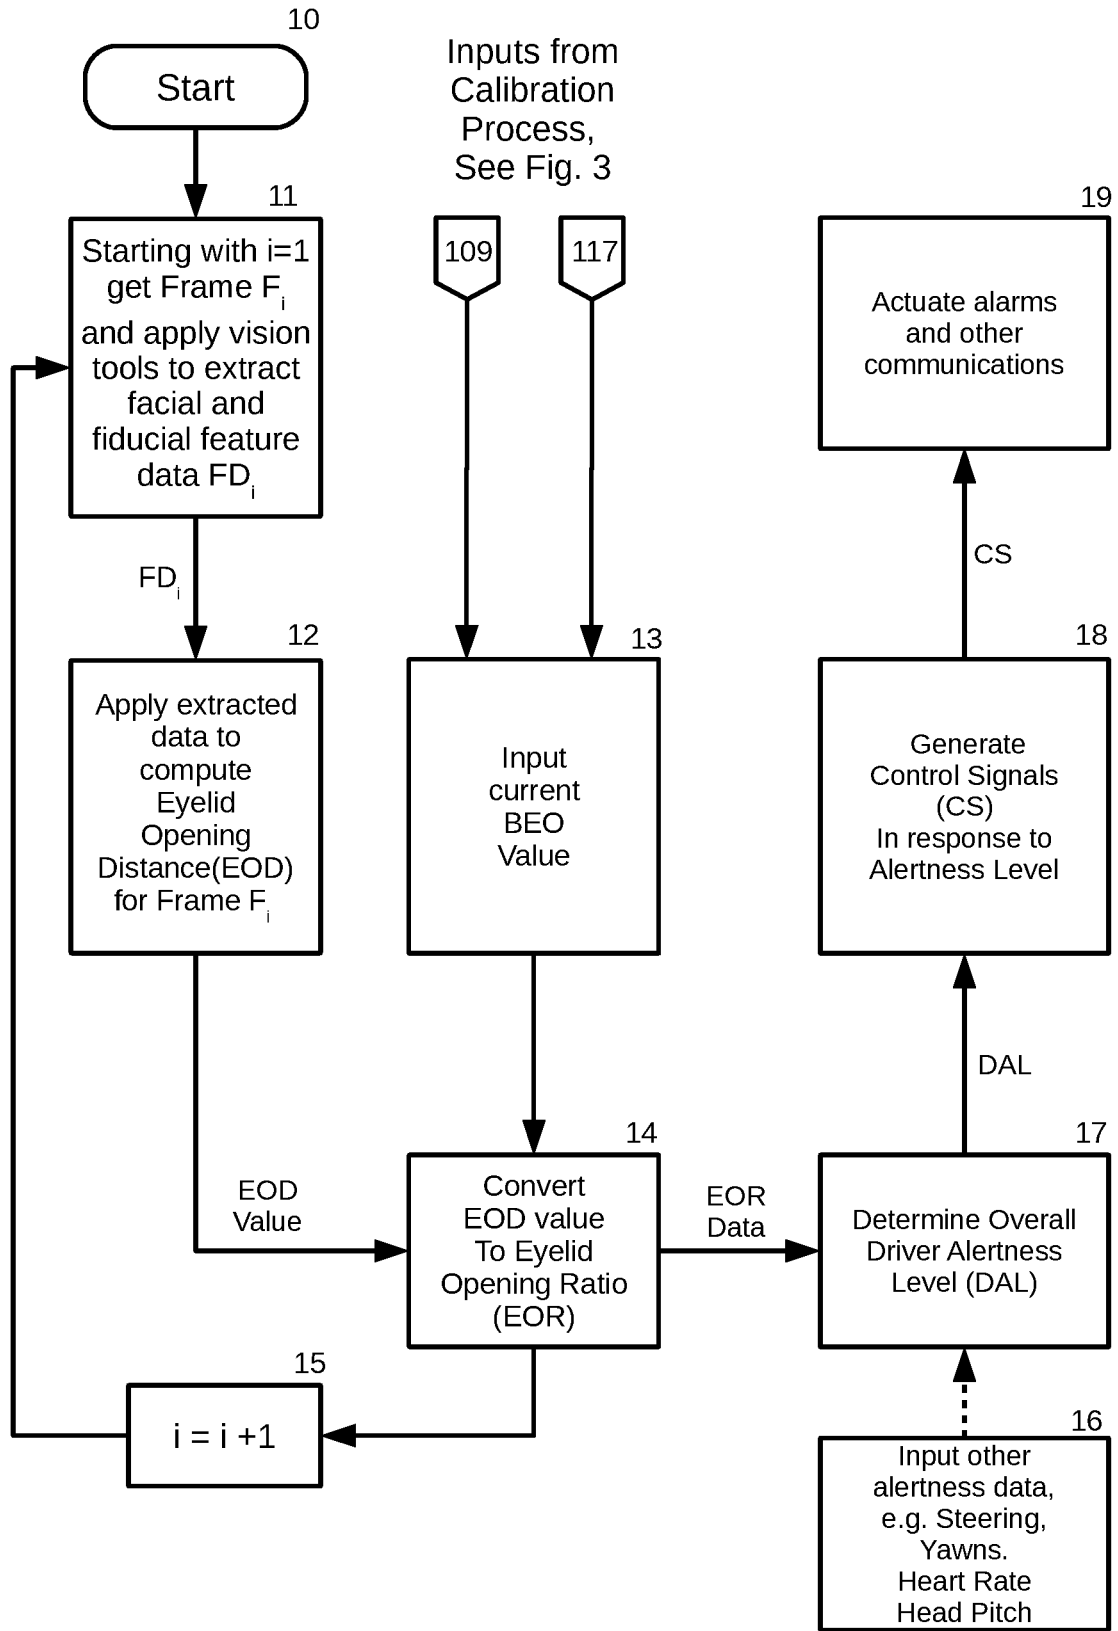 10
Start
11
Starting with i=1
get Frame Fi
and apply vision
tools to extract
facial and
fiducial feature
data FDi
FDi
12
Apply extracted
data to
compute
Eyelid
Opening
Distance(EOD)
for Frame Fi
EOD
Value
15
i = i +1
Inputs from
Calibration
Process,
See Fig. 3
109
117
13
Input
current
BEO
Value
14
Convert
EOD value
To Eyelid
Opening Ratio
(EOR)
EOR
Data
19
Actuate alarms
and other
communications
CS
18
Generate
Control Signals
(CS)
In response to
Alertness Level
DAL
17
Determine Overall
Driver Alertness
Level (DAL)
16
Input other
alertness data,
e.g. Steering,
Yawns.
Heart Rate
Head Pitch